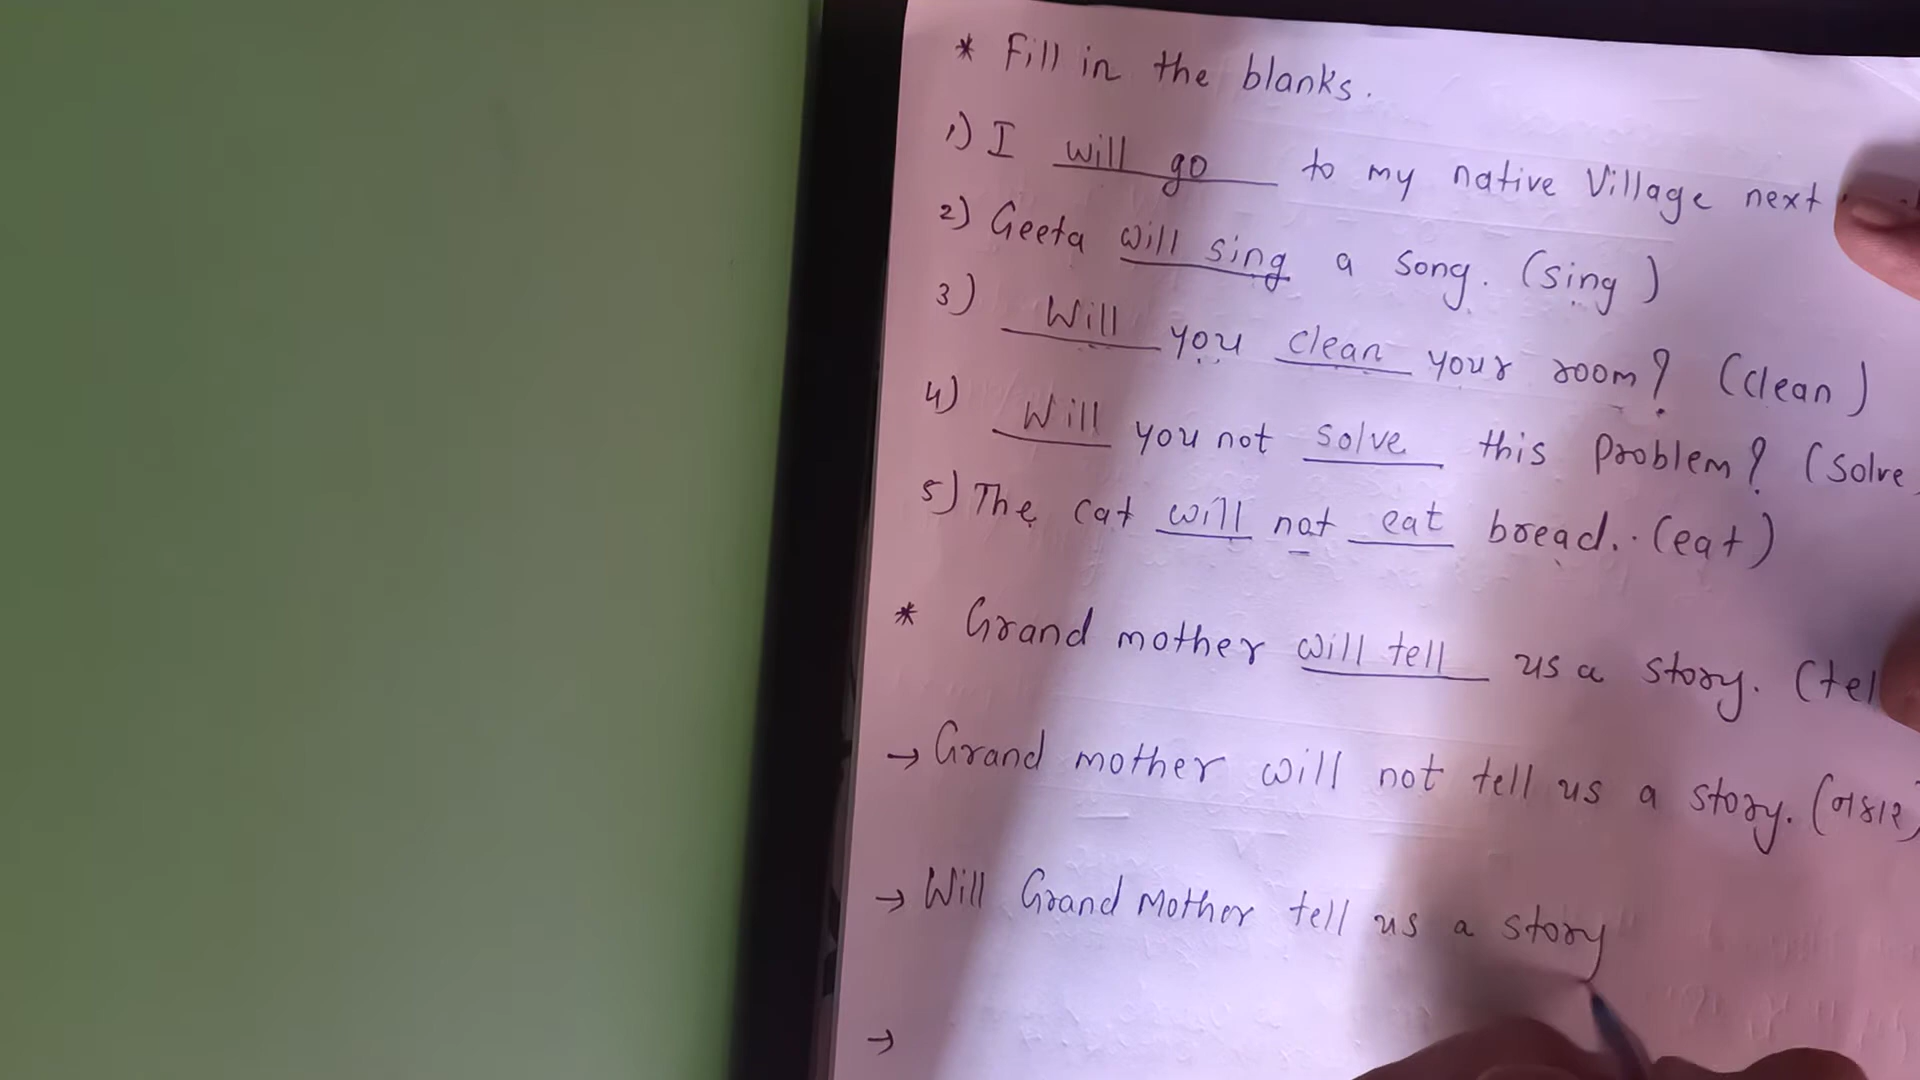 * Fill in the blanks.
1) I will go to my native Village next
2) Geeta will sing a song. (sing)
3) Will you clean your room? (clean)
4) Will you not solve this problem? (solve
5) The cat will not eat bread. (eat)
* Grand mother will tell us a story. (tel
→ Grand mother will not tell us a story. (નકાર)
→ Will Grand Mother tell us a story
→